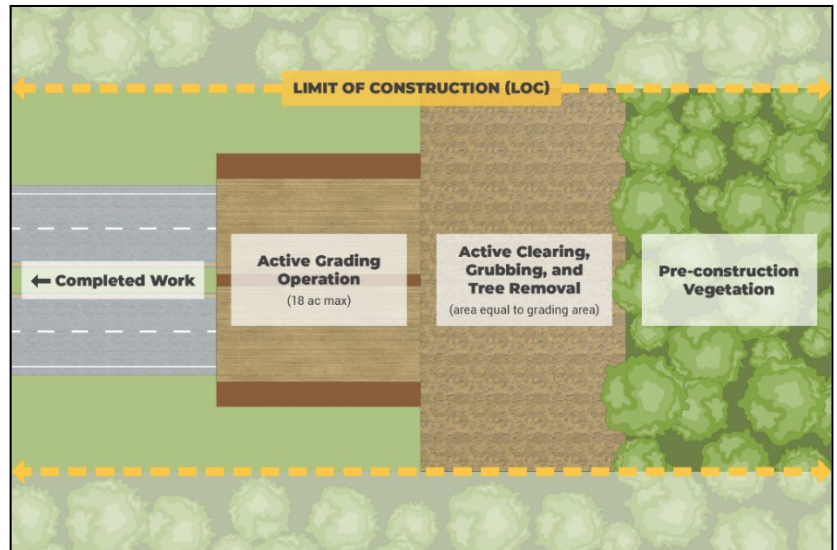 LIMIT OF CONSTRUCTION (LOC)
← Completed Work
Active Grading
Operation
(18 ac max)
Active Clearing,
Grubbing, and
Tree Removal
(area equal to grading area)
Pre-construction
Vegetation